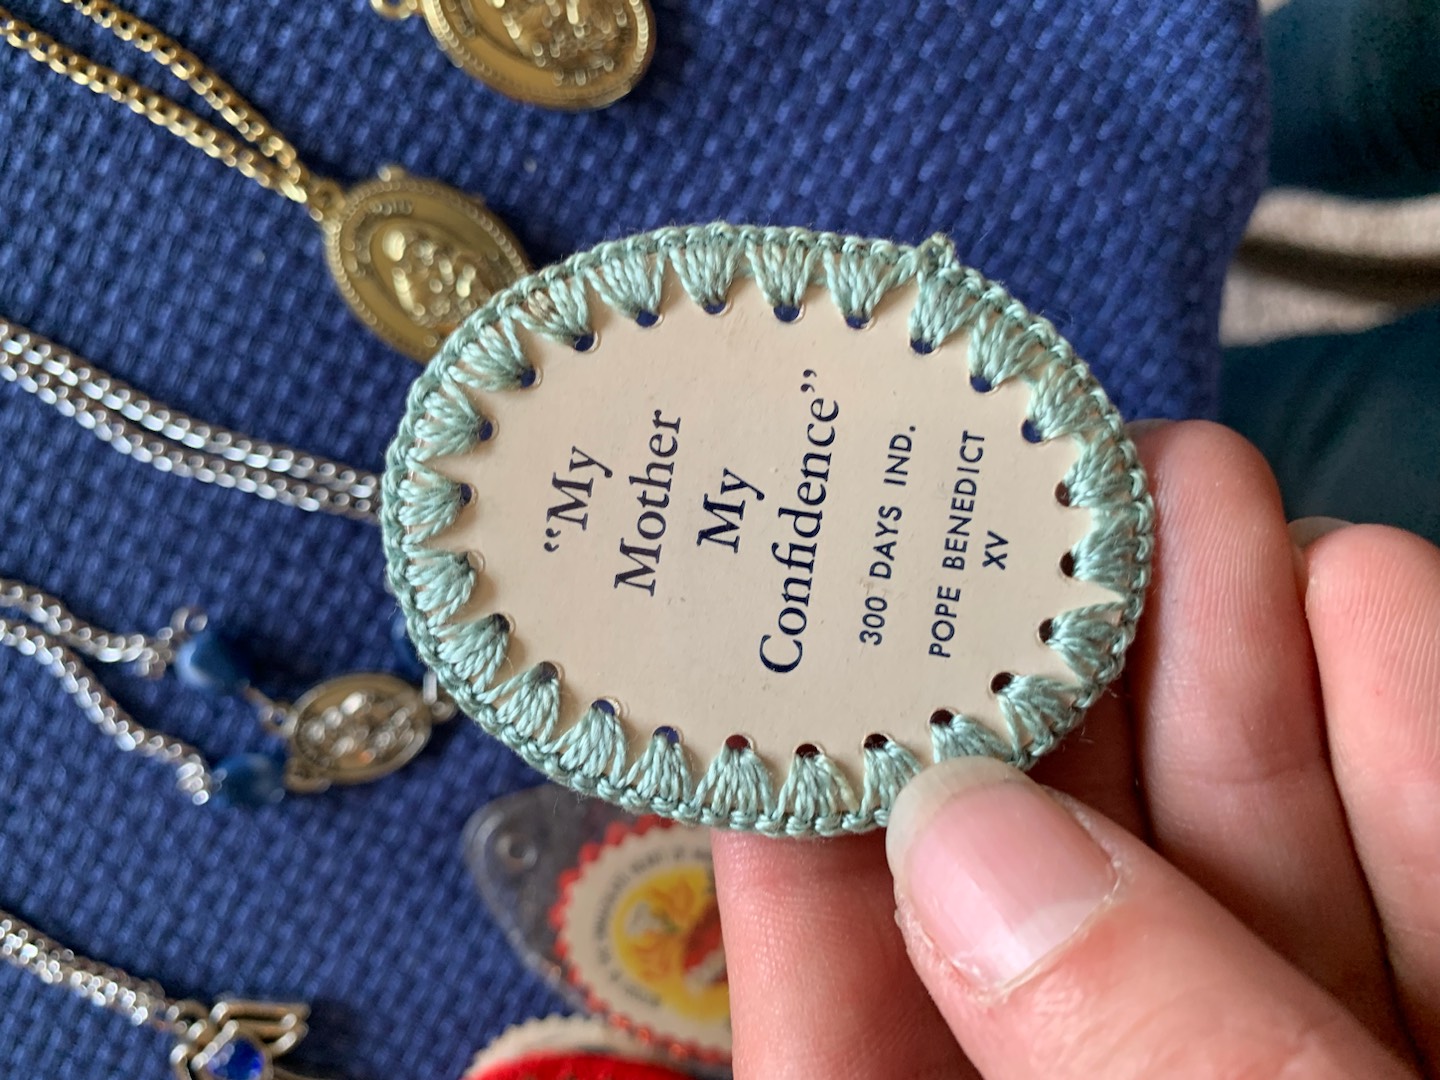 “My
Mother
My
Confidence”
300 DAYS IND.
POPE BENEDICT
XV